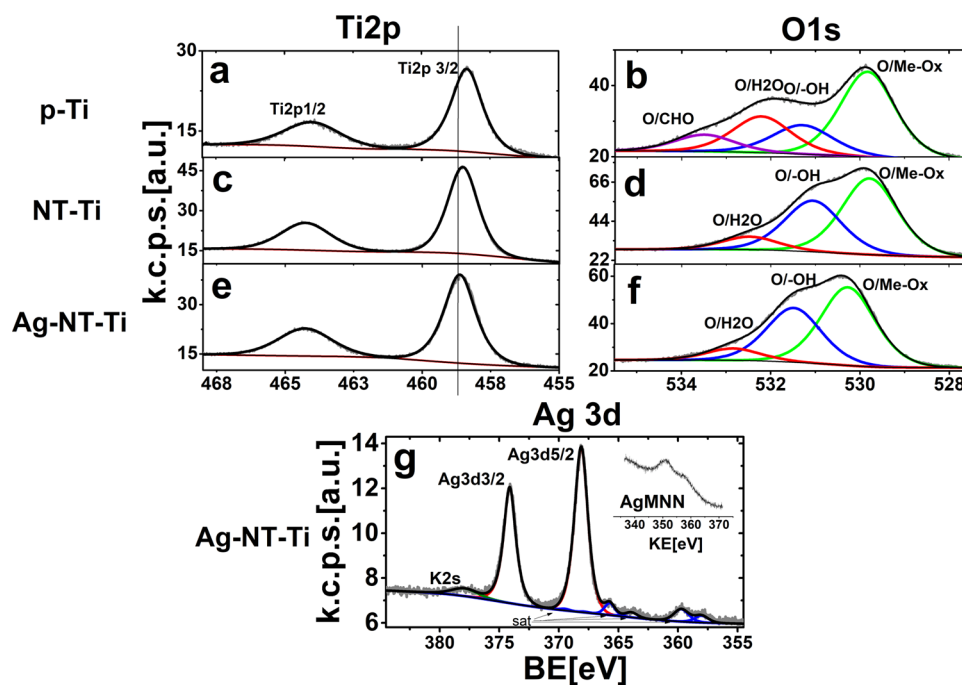 Ti2p
O1s
p-Ti
30
15
a
Ti2p1/2
Ti2p 3/2
40
20
b
O/CHO
O/H2O
O/-OH
O/Me-Ox
NT-Ti
45
30
15
c
66
44
22
d
O/H2O
O/-OH
O/Me-Ox
k.c.p.s.[a.u.]
Ag-NT-Ti
30
15
e
60
40
20
f
O/H2O
O/-OH
O/Me-Ox
468 465 463 460 458 455
534 532 530 528
Ag 3d
Ag-NT-Ti
k.c.p.s.[a.u.]
14
12
10
8
6
g
K2s
Ag3d3/2
Ag3d5/2
sat
AgMNN
340 350 360 370
KE[eV]
380 375 370 365 360 355
BE[eV]